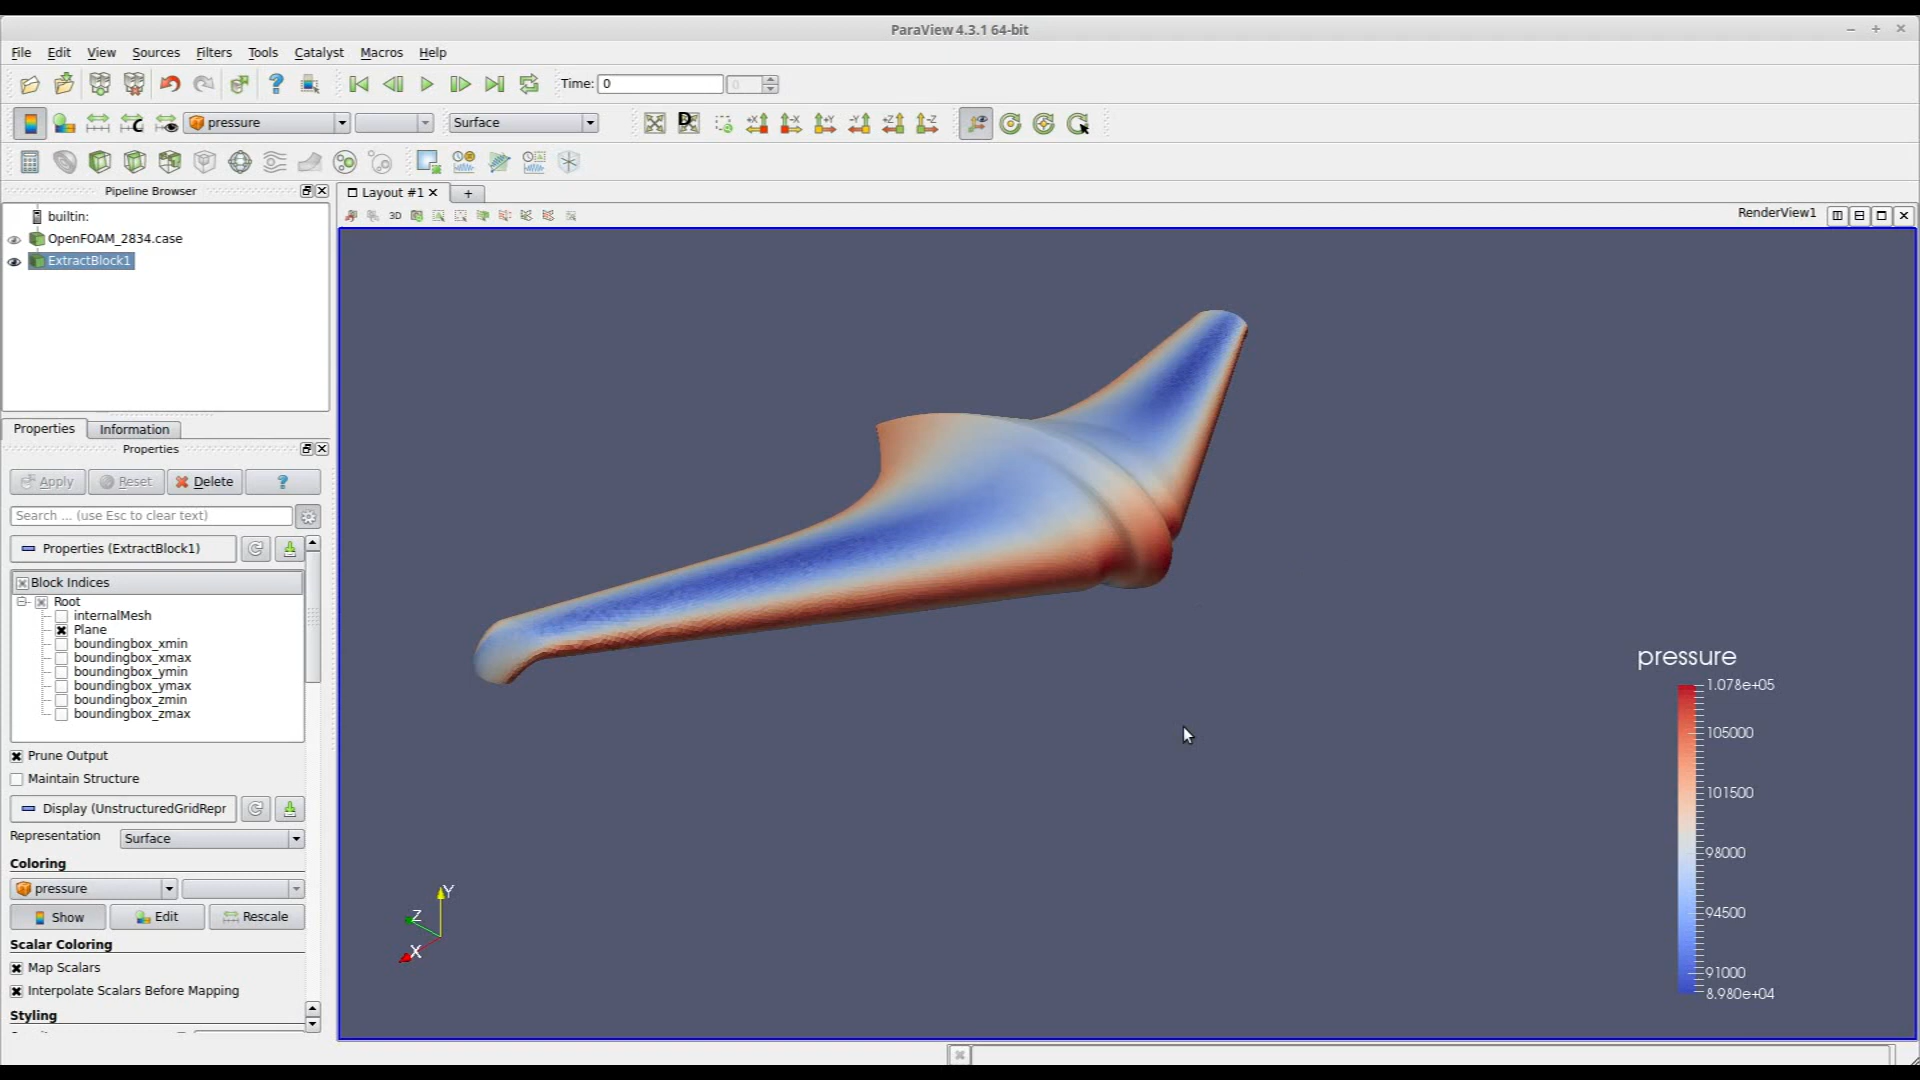 ParaView 4.3.1 64-bit
File Edit View Sources Filters Tools Catalyst Macros Help
Time: 0 0
pressure Surface
Pipeline Browser
Layout #1
3D
RenderView1
builtin:
OpenFOAM_2834.case
ExtractBlock1
Properties Information
Properties
Apply Reset Delete ?
Search ... (use Esc to clear text)
Properties (ExtractBlock1)
Block Indices
Root
internalMesh
Plane
boundingbox_xmin
boundingbox_xmax
boundingbox_ymin
boundingbox_ymax
boundingbox_zmin
boundingbox_zmax
Prune Output
Maintain Structure
Display (UnstructuredGridRepr
Representation Surface
Coloring
pressure
Show Edit Rescale
Scalar Coloring
Map Scalars
Interpolate Scalars Before Mapping
Styling
Y
Z
X
pressure
1.078e+05
105000
101500
98000
94500
91000
8.980e+04